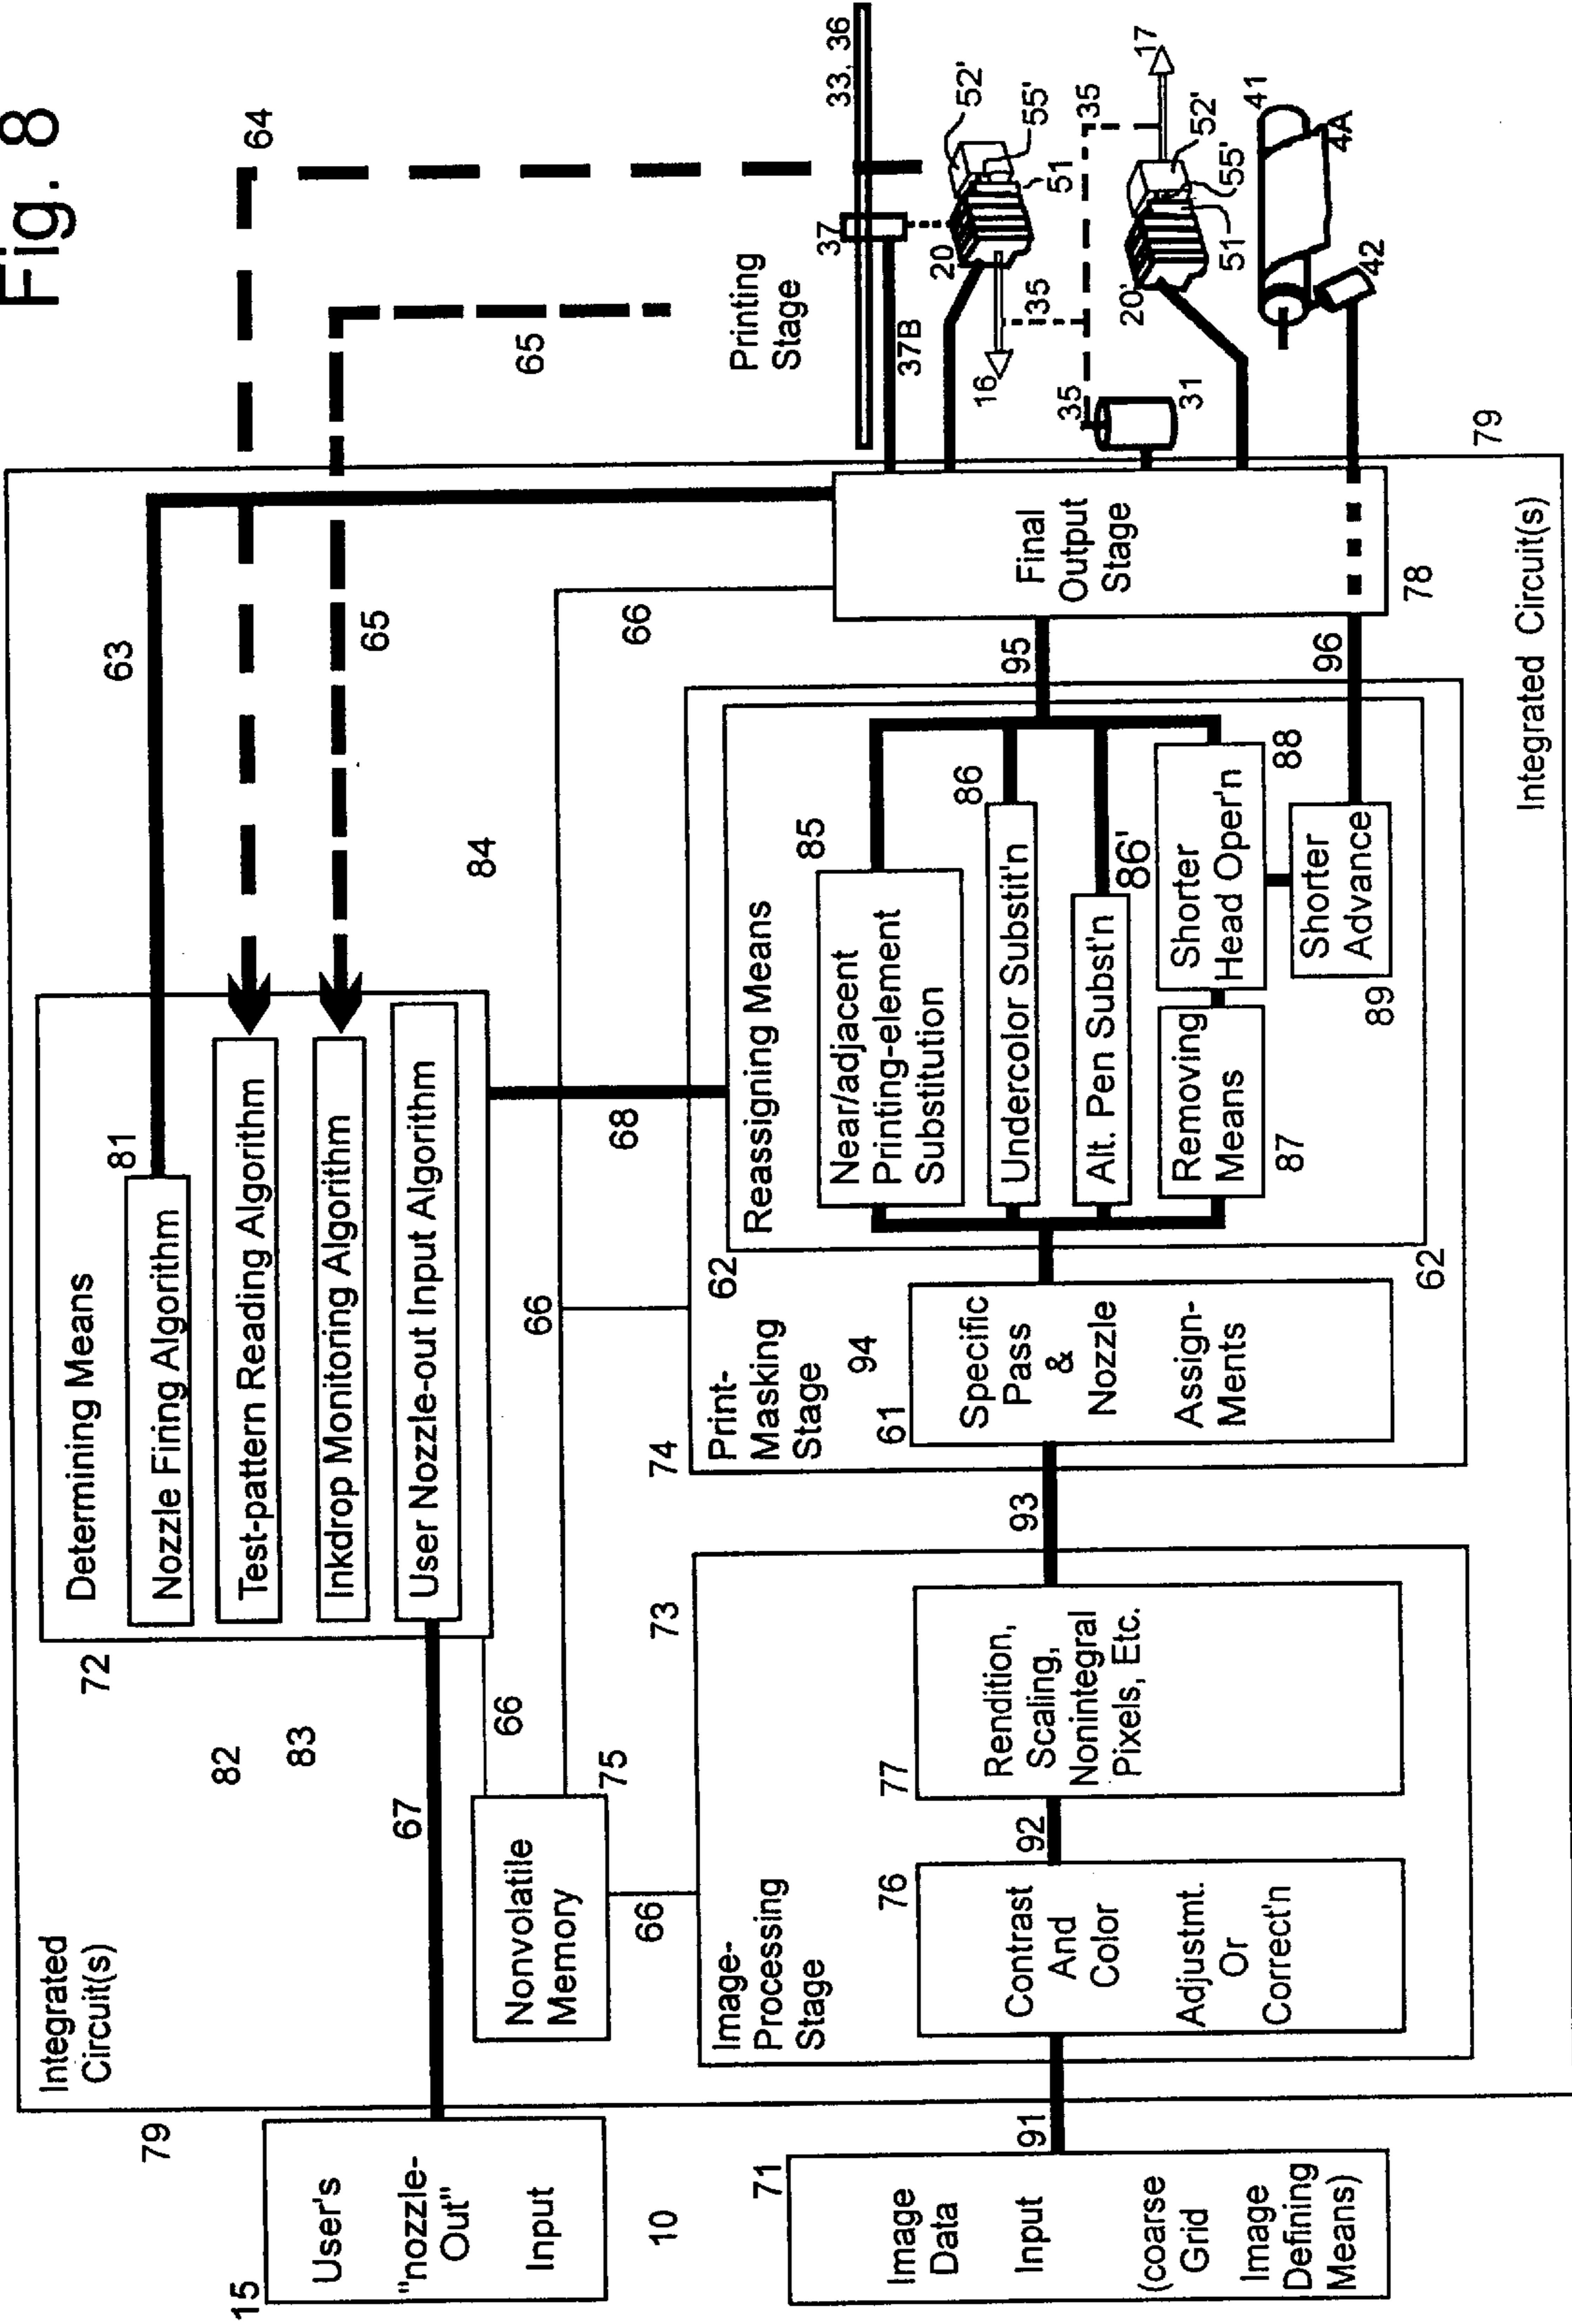 Fig. 8
64
65
Printing
Stage
33, 36
37
37B
52'
55'
51
20
16
35
35
35
17
20'
52'
55'
51
31
41
4A
42
79
Integrated
Circuit(s)
79
63
65
66
72
Determining Means
81
Nozzle Firing Algorithm
Test-pattern Reading Algorithm
Inkdrop Monitoring Algorithm
User Nozzle-out Input Algorithm
82
83
84
67
66
68
66
15
User's
"nozzle-
Out"
Input
10
Nonvolatile
Memory
75
66
71
Image
Data
Input
(coarse
Grid
Image
Defining
Means)
91
Image-
Processing
Stage
73
76
Contrast
And
Color
Adjustmt.
Or
Correct'n
92
77
Rendition,
Scaling,
Nonintegral
Pixels, Etc.
93
74
Print-
Masking
Stage
94
61
Specific
Pass
&
Nozzle
Assign-
Ments
62
62
Reassigning Means
85
Near/adjacent
Printing-element
Substitution
86
Undercolor Substit'n
86'
Alt. Pen Subst'n
Removing
Means
87
Shorter
Head Oper'n
88
Shorter
Advance
89
95
96
Final
Output
Stage
78
Integrated Circuit(s)